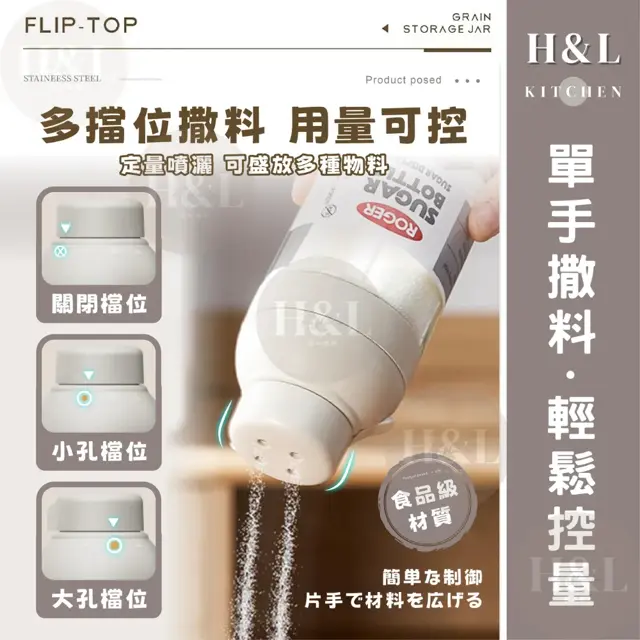 FLIP-TOP
GRAIN
STORAGE JAR
STAINBESS STEEL
Product posed
H&L
KITCHEN
多擋位撒料 用量可控
定量噴灑 可盛放多種物料
單手撒料·輕鬆控量
ROGER
SUGAR
BOTTL
關閉檔位
小孔檔位
大孔檔位
H&L
H&L
H&L
食品級
材質
簡単な制御
片手で材料を広げる